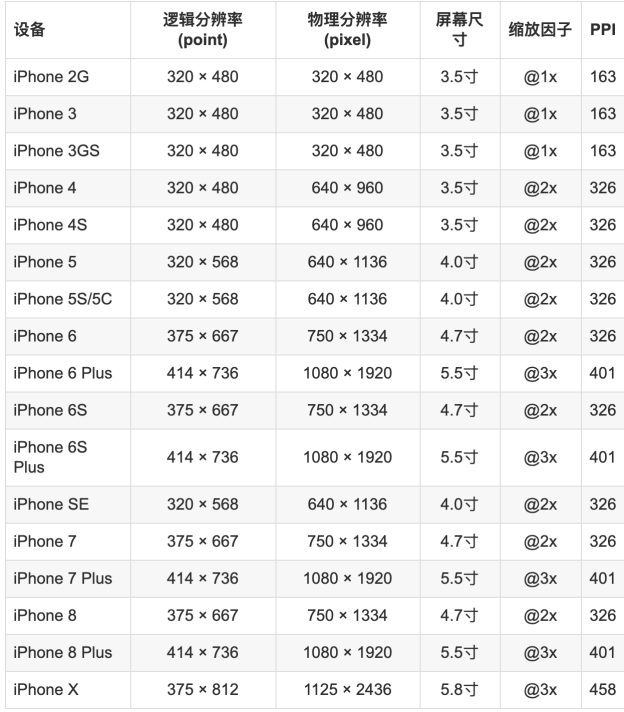 设备 逻辑分辨率 (point) 物理分辨率 (pixel) 屏幕尺寸 缩放因子 PPI
iPhone 2G 320 × 480 320 × 480 3.5寸 @1x 163
iPhone 3 320 × 480 320 × 480 3.5寸 @1x 163
iPhone 3GS 320 × 480 320 × 480 3.5寸 @1x 163
iPhone 4 320 × 480 640 × 960 3.5寸 @2x 326
iPhone 4S 320 × 480 640 × 960 3.5寸 @2x 326
iPhone 5 320 × 568 640 × 1136 4.0寸 @2x 326
iPhone 5S/5C 320 × 568 640 × 1136 4.0寸 @2x 326
iPhone 6 375 × 667 750 × 1334 4.7寸 @2x 326
iPhone 6 Plus 414 × 736 1080 × 1920 5.5寸 @3x 401
iPhone 6S 375 × 667 750 × 1334 4.7寸 @2x 326
iPhone 6S Plus 414 × 736 1080 × 1920 5.5寸 @3x 401
iPhone SE 320 × 568 640 × 1136 4.0寸 @2x 326
iPhone 7 375 × 667 750 × 1334 4.7寸 @2x 326
iPhone 7 Plus 414 × 736 1080 × 1920 5.5寸 @3x 401
iPhone 8 375 × 667 750 × 1334 4.7寸 @2x 326
iPhone 8 Plus 414 × 736 1080 × 1920 5.5寸 @3x 401
iPhone X 375 × 812 1125 × 2436 5.8寸 @3x 458